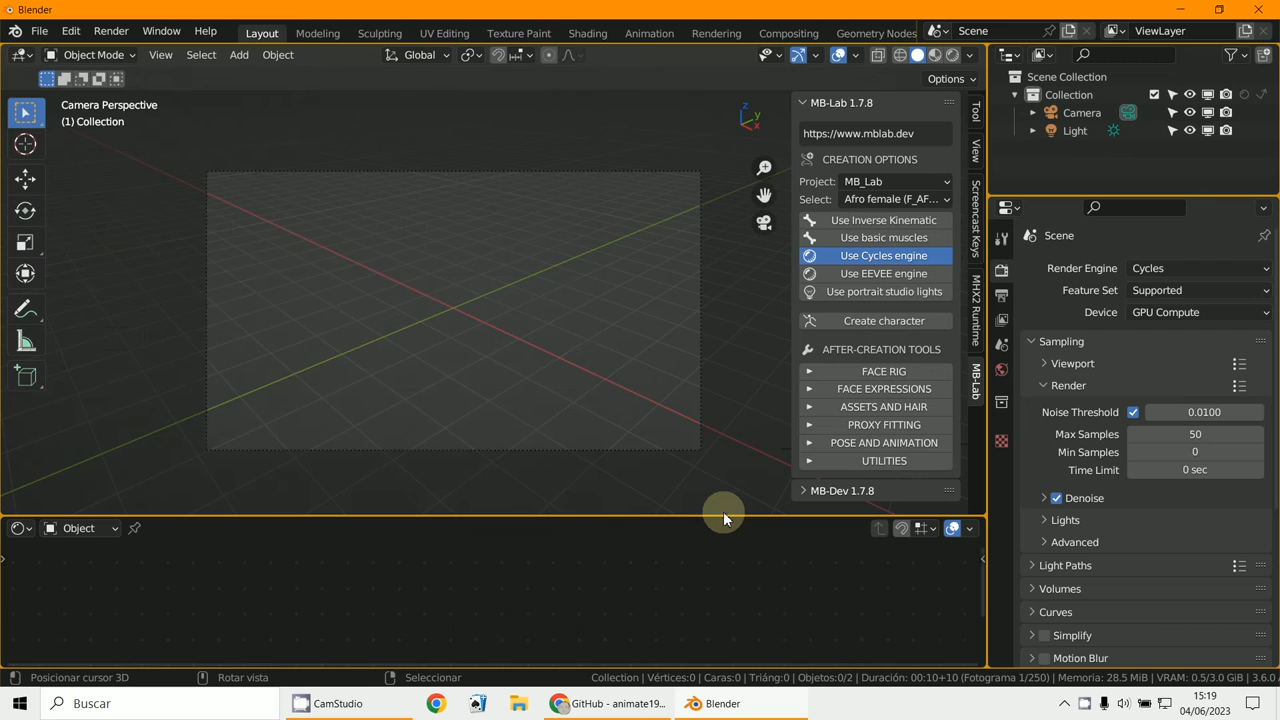 Blender
File Edit Render Window Help Layout Modeling Sculpting UV Editing Texture Paint Shading Animation Rendering Compositing Geometry Nodes Scene ViewLayer
Object Mode View Select Add Object Global
Options
Camera Perspective
(1) Collection
Z
Y
X
MB-Lab 1.7.8
https://www.mblab.dev
CREATION OPTIONS
Project: MB_Lab
Select: Afro female (F_AF...
Use Inverse Kinematic
Use basic muscles
Use Cycles engine
Use EEVEE engine
Use portrait studio lights
Create character
AFTER-CREATION TOOLS
FACE RIG
FACE EXPRESSIONS
ASSETS AND HAIR
PROXY FITTING
POSE AND ANIMATION
UTILITIES
MB-Dev 1.7.8
Tool
View
Screencast Keys
MHX2 Runtime
MB-Lab
Scene Collection
Collection
Camera
Light
Scene
Render Engine Cycles
Feature Set Supported
Device GPU Compute
Sampling
Viewport
Render
Noise Threshold 0.0100
Max Samples 50
Min Samples 0
Time Limit 0 sec
Denoise
Lights
Advanced
Light Paths
Volumes
Curves
Simplify
Motion Blur
Object
Posicionar cursor 3D Rotar vista Seleccionar Collection | Vértices:0 | Caras:0 | Triáng:0 | Objetos:0/2 | Duración: 00:10+10 (Fotograma 1/250) | Memoria: 28.5 MiB | VRAM: 0.5/3.0 GiB | 3.6.0
Buscar CamStudio GitHub - animate19... Blender
15:19
04/06/2023